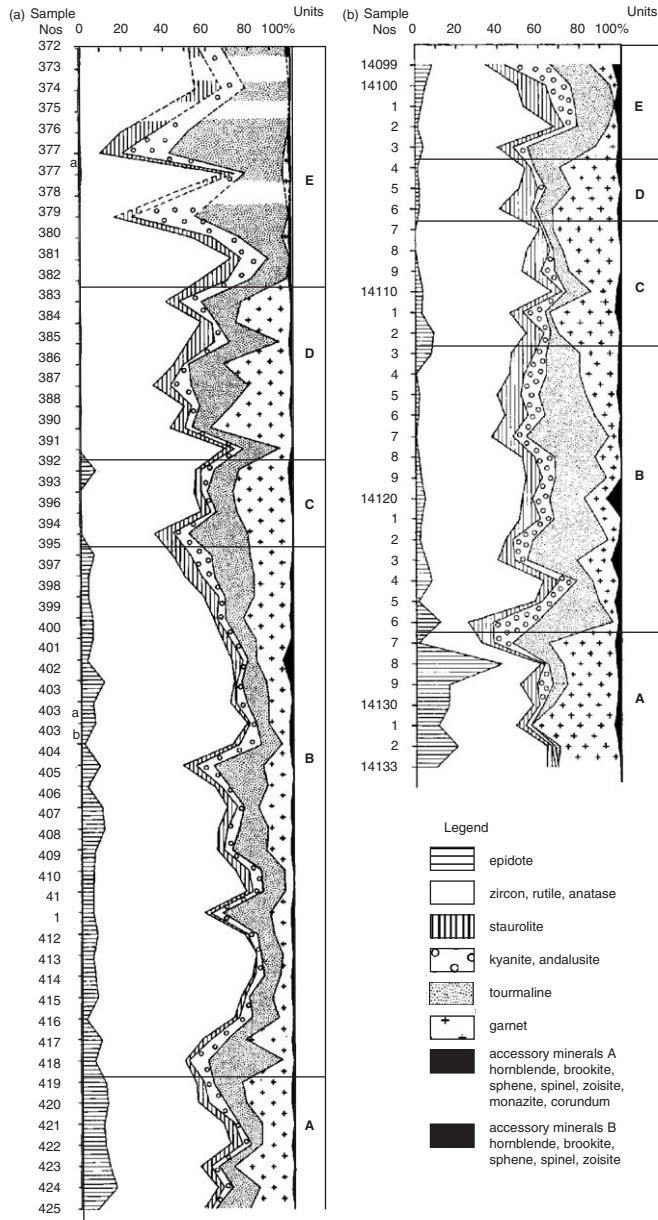 (a) Sample Nos
Units
20 40 60 80 100%
372
373
374
375
376
377
a
377
378
379
380
381
382
383
384
385
386
387
388
390
391
392
393
396
394
395
397
398
399
400
401
402
403
a
403
b
404
405
406
407
408
409
410
41
1
412
413
414
415
416
417
418
419
420
421
422
423
424
425
E
D
C
B
A
(b) Sample Nos
Units
20 40 60 80 100%
14099
14100
1
2
3
4
5
6
7
8
9
14110
1
2
3
4
5
6
7
8
9
14120
1
2
3
4
5
6
7
8
9
14130
1
2
14133
E
D
C
B
A
Legend
epidote
zircon, rutile, anatase
staurolite
kyanite, andalusite
tourmaline
garnet
accessory minerals A
hornblende, brookite,
sphene, spinel, zoisite,
monazite, corundum
accessory minerals B
hornblende, brookite,
sphene, spinel, zoisite